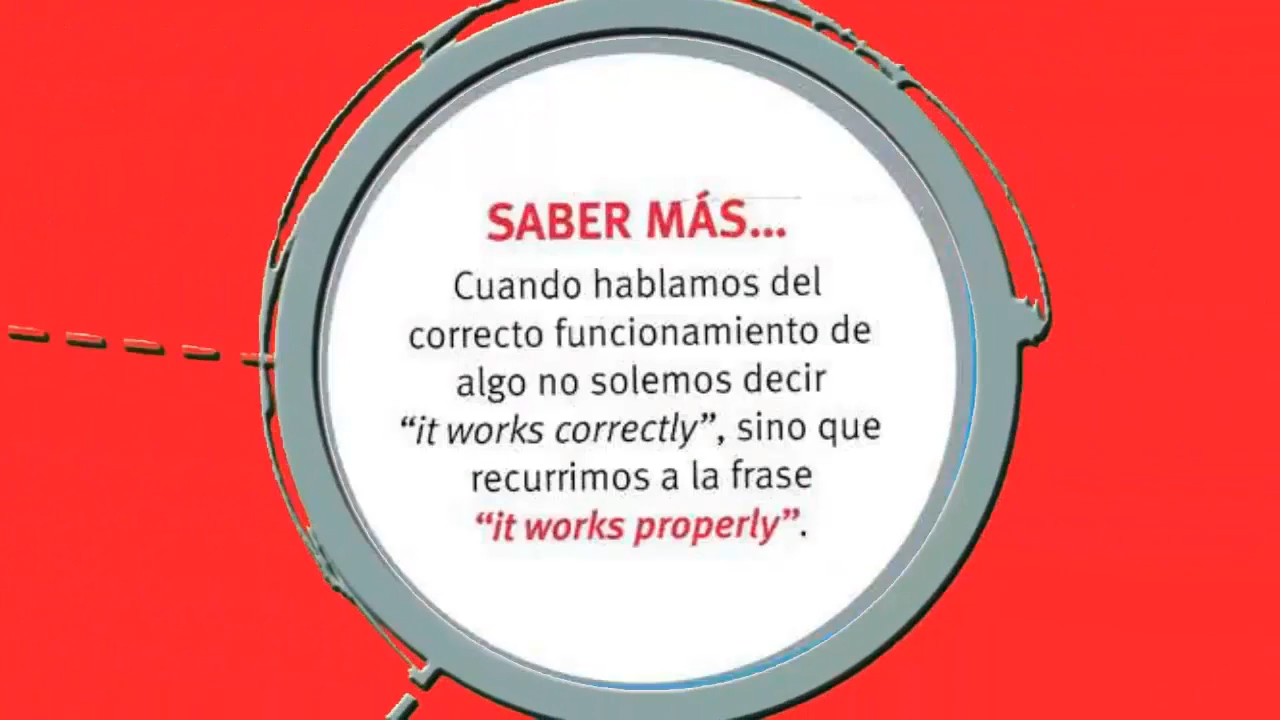 SABER MÁS...
Cuando hablamos del
correcto funcionamiento de
algo no solemos decir
“it works correctly”, sino que
recurrimos a la frase
“it works properly”.